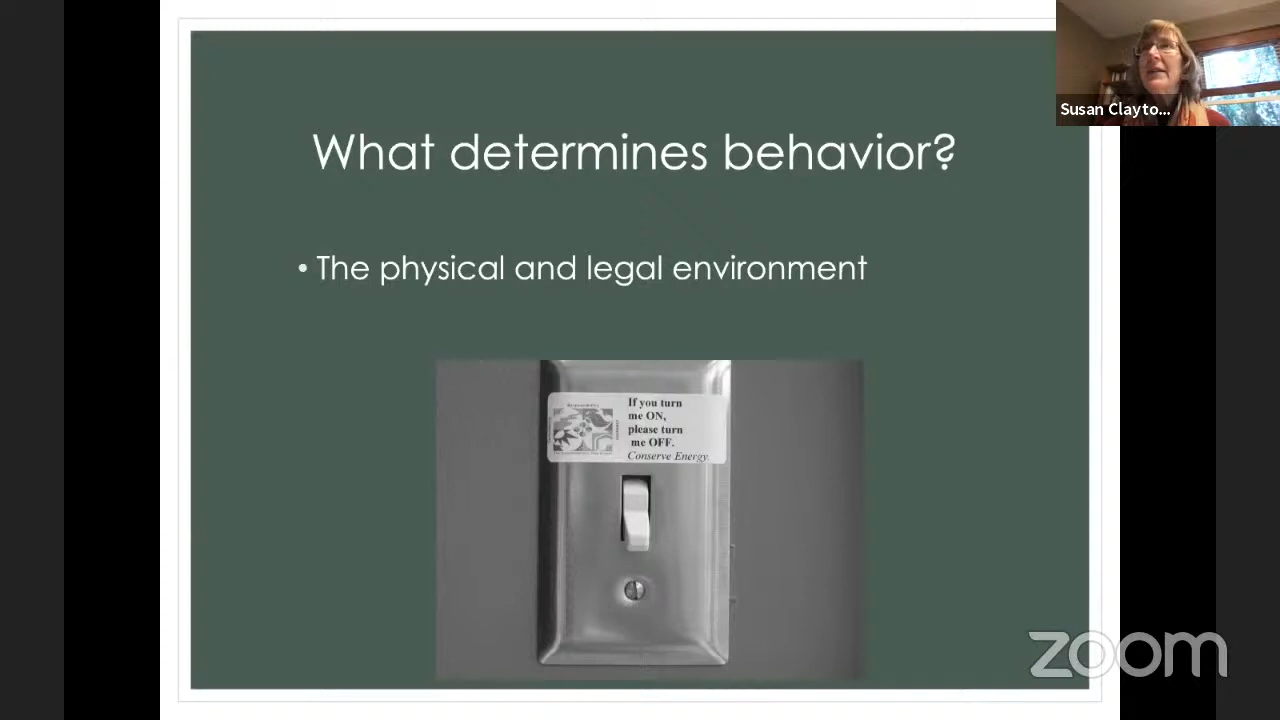 What determines behavior?
Susan Clayto...
• The physical and legal environment
If you turn
me ON,
please turn
me OFF.
Conserve Energy.
zoom